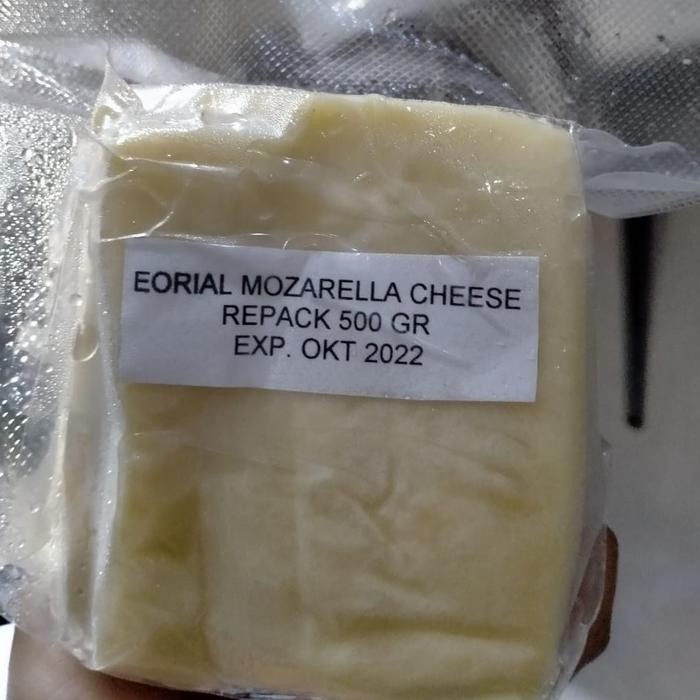 EORIAL MOZARELLA CHEESE
REPACK 500 GR
EXP. OKT 2022